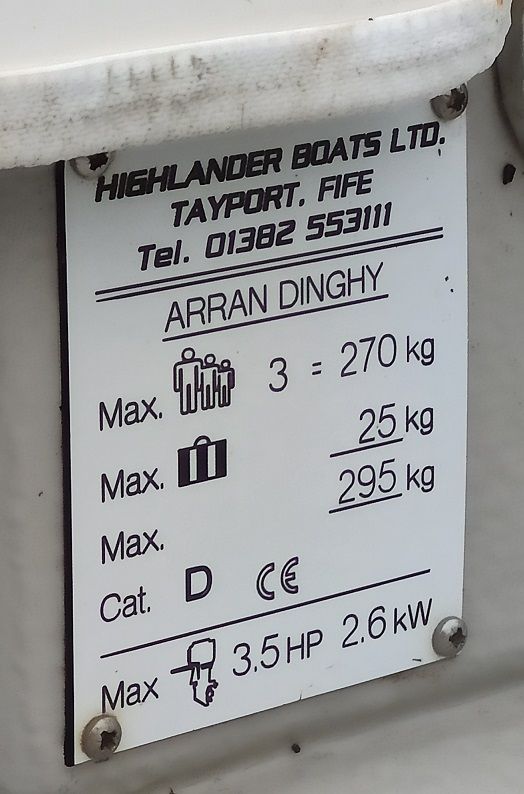 HIGHLANDER BOATS LTD.
TAYPORT. FIFE
Tel. 01382 553111
ARRAN DINGHY
Max. 3 = 270 kg
Max. 25 kg
Max. 295 kg
Cat. D CE
Max 3.5 HP 2.6 kW